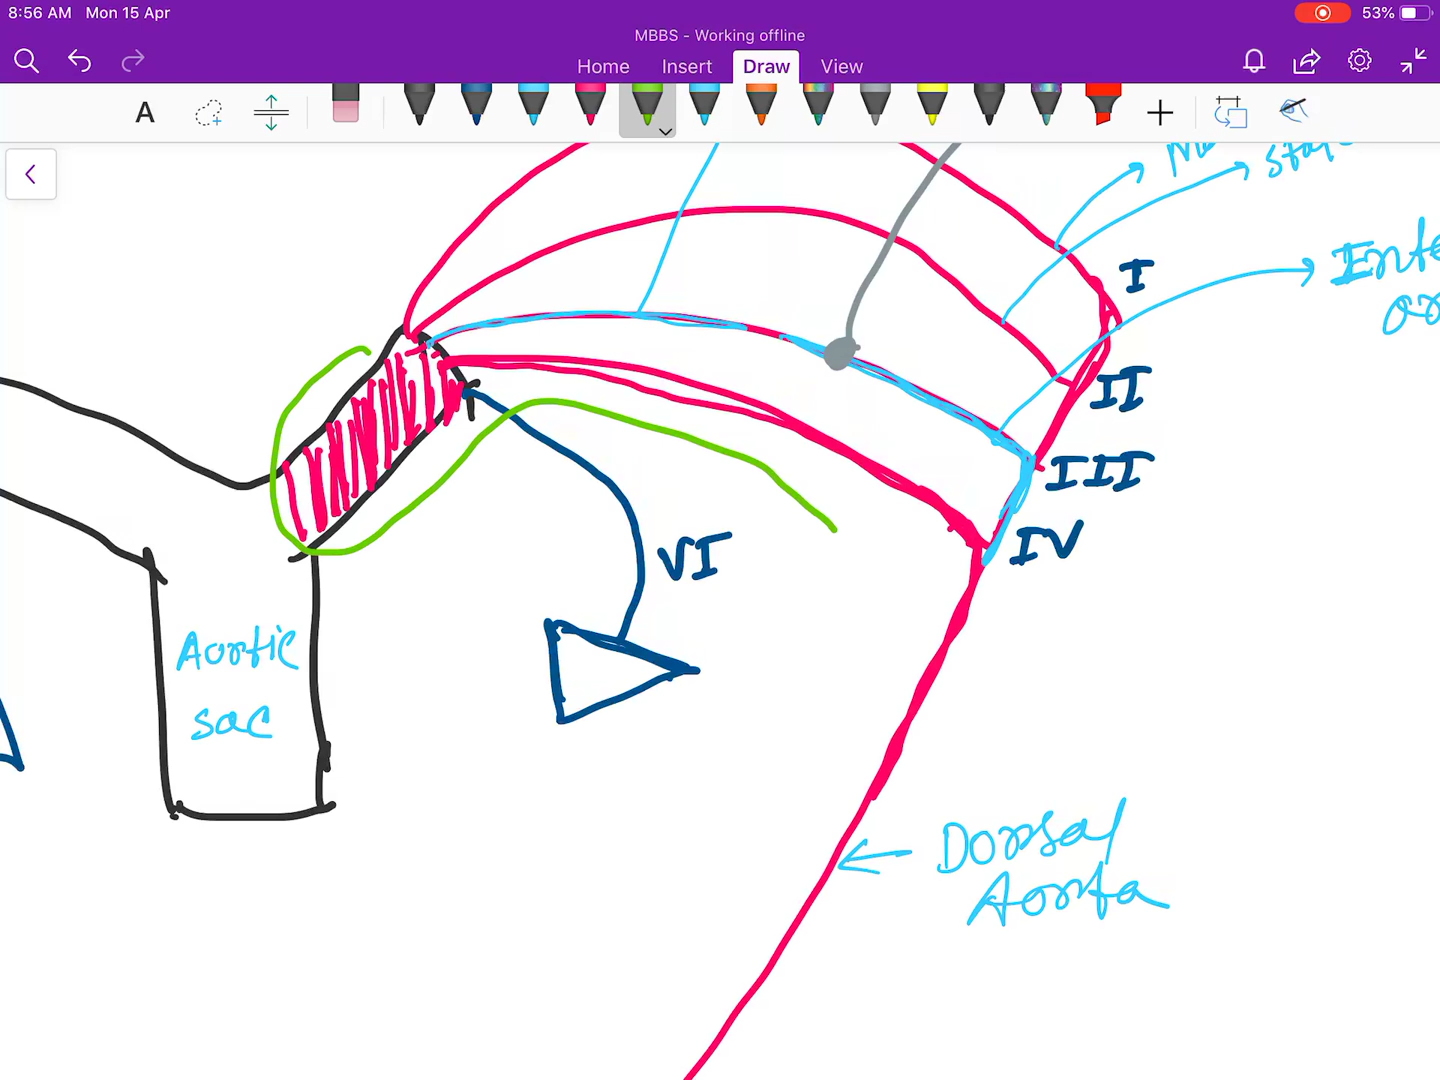 8:56 AM Mon 15 Apr
53%
MBBS - Working offline
Home Insert Draw View
A
I
II
III
IV
VI
Aortic
sac
Dorsal
Aorta